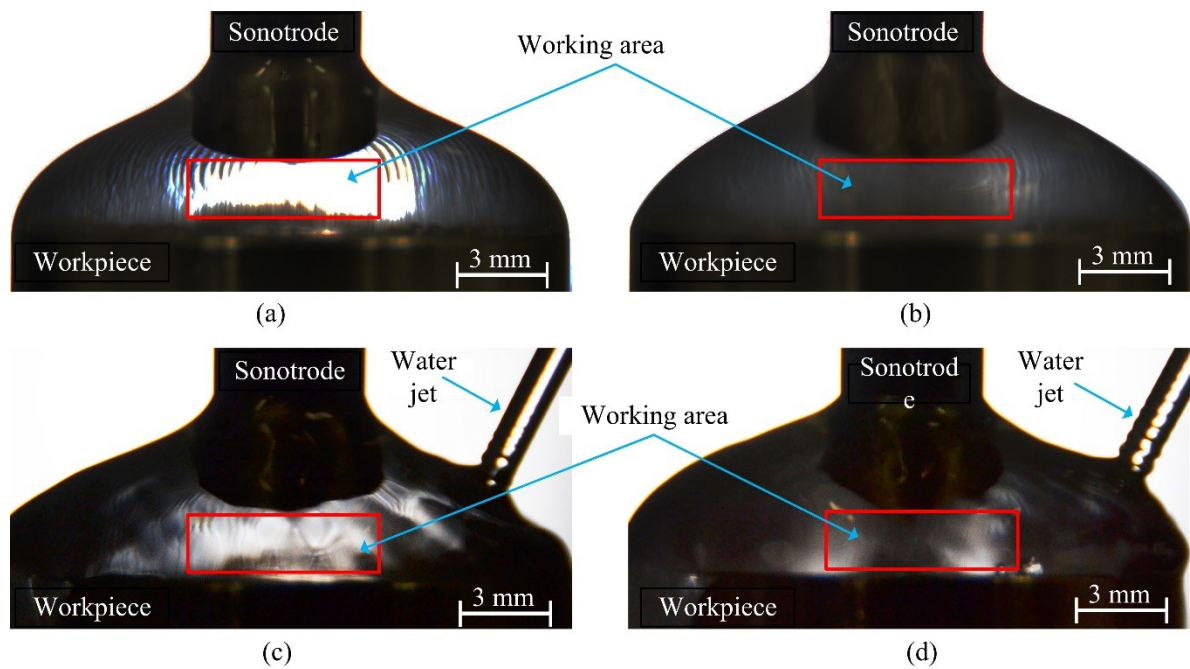 Sonotrode
Working area
Sonotrode
Workpiece
3 mm
Workpiece
3 mm
(a)
(b)
Sonotrode
Water
jet
Working area
Sonotrod
e
Water
jet
Workpiece
3 mm
Workpiece
3 mm
(c)
(d)